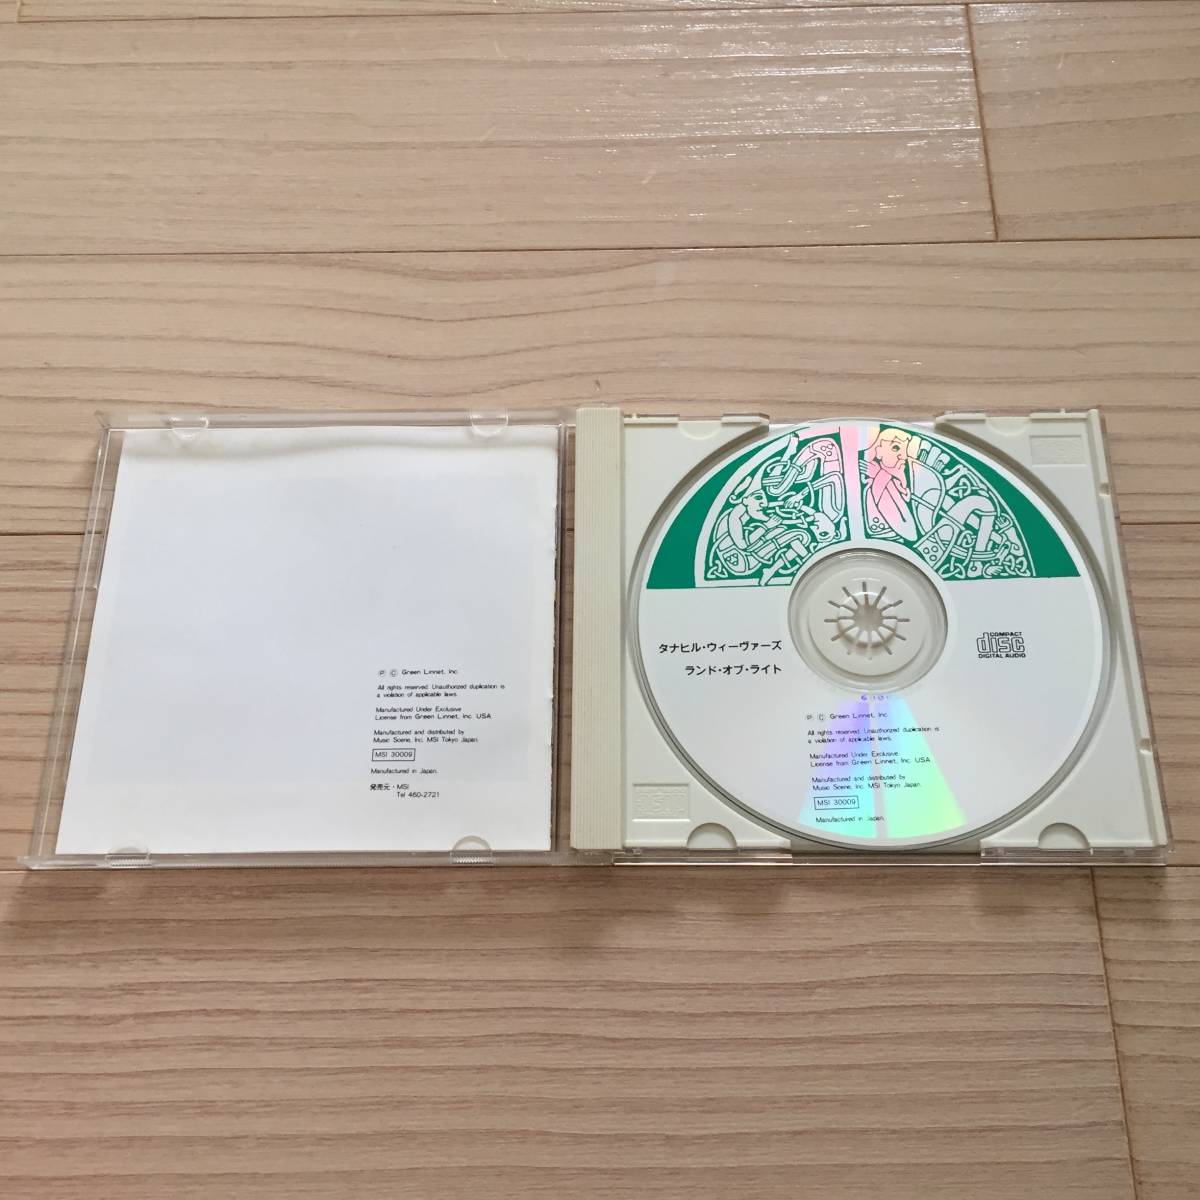 Ⓟ Ⓒ Green Linnet, Inc.
All rights reserved. Unauthorized duplication is
a violation of applicable laws.
Manufactured Under Exclusive
License from Green Linnet, Inc. USA
Manufactured and distributed by
Music Scene, Inc. MSI Tokyo Japan.
MSI 30009
Manufactured in Japan.
発売元・MSI
Tel 460-2721
タナヒル・ウィーヴァーズ
ランド・オブ・ライト
COMPACT
disc
DIGITAL AUDIO
Ⓟ Ⓒ Green Linnet, Inc.
All rights reserved. Unauthorized duplication is
a violation of applicable laws.
Manufactured Under Exclusive
License from Green Linnet, Inc. USA
Manufactured and distributed by
Music Scene, Inc. MSI Tokyo Japan.
MSI 30009
Manufactured in Japan.